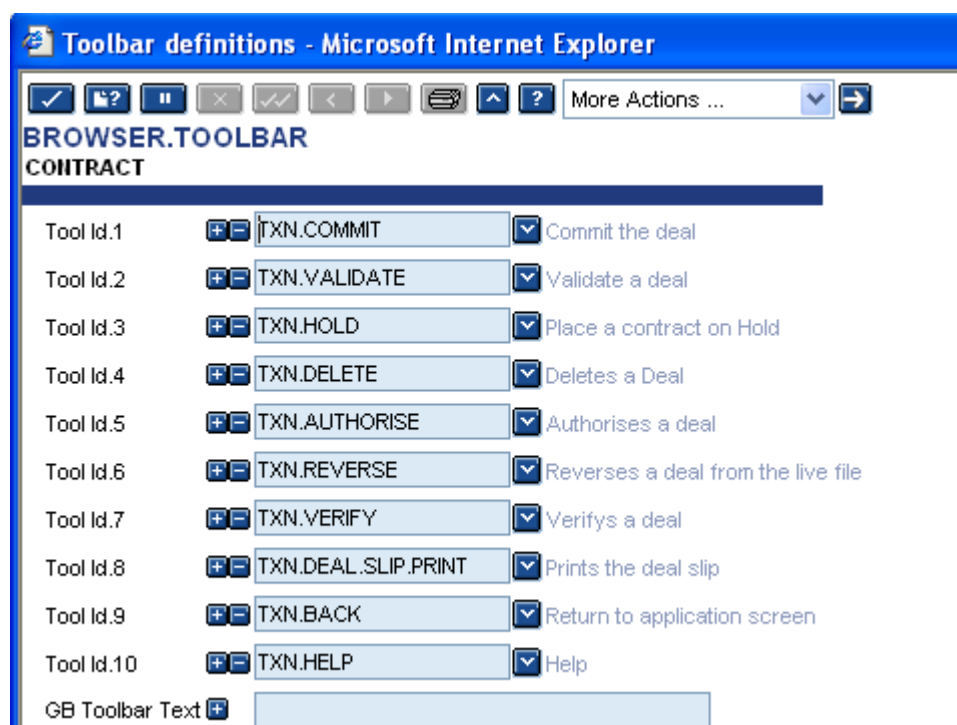 Toolbar definitions - Microsoft Internet Explorer
More Actions ...
BROWSER.TOOLBAR
CONTRACT
Tool Id.1 TXN.COMMIT Commit the deal
Tool Id.2 TXN.VALIDATE Validate a deal
Tool Id.3 TXN.HOLD Place a contract on Hold
Tool Id.4 TXN.DELETE Deletes a Deal
Tool Id.5 TXN.AUTHORISE Authorises a deal
Tool Id.6 TXN.REVERSE Reverses a deal from the live file
Tool Id.7 TXN.VERIFY Verifys a deal
Tool Id.8 TXN.DEAL.SLIP.PRINT Prints the deal slip
Tool Id.9 TXN.BACK Return to application screen
Tool Id.10 TXN.HELP Help
GB Toolbar Text